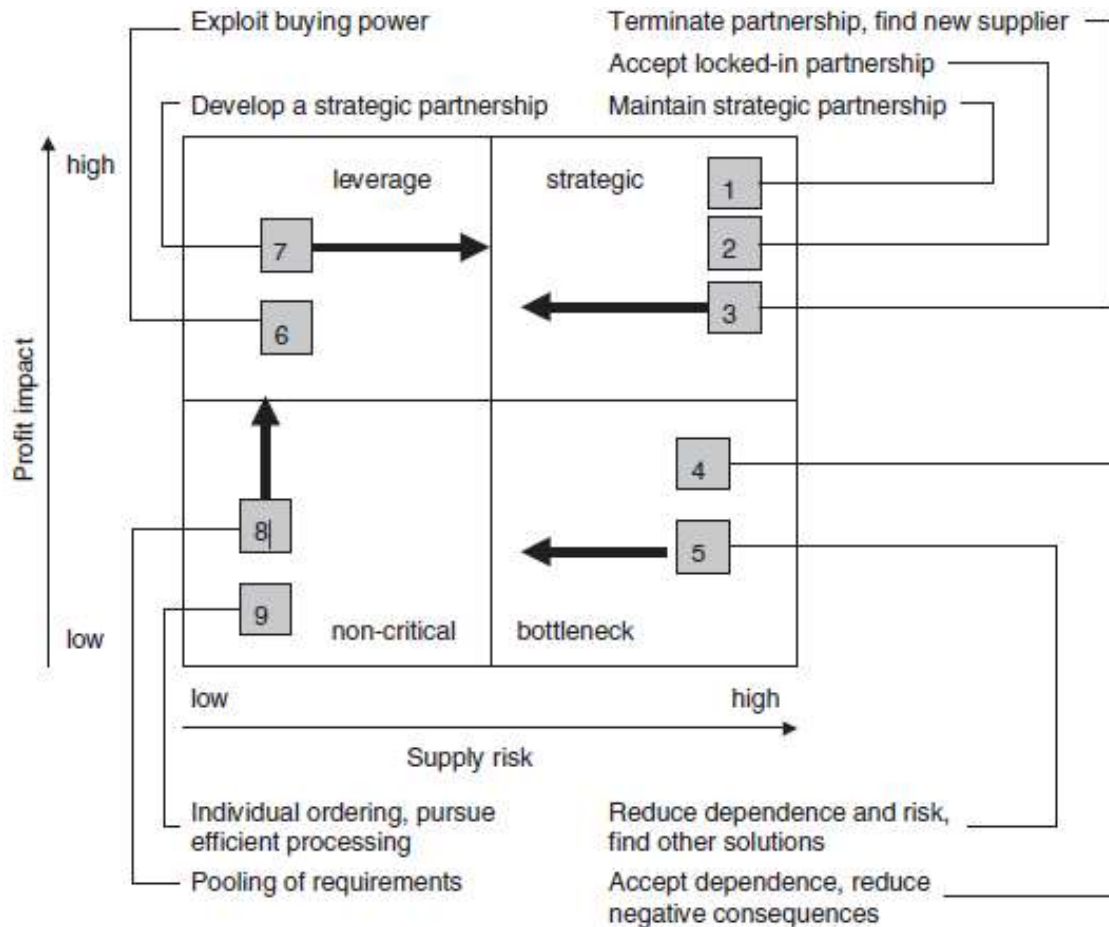 Exploit buying power
Terminate partnership, find new supplier
Accept locked-in partnership
Develop a strategic partnership
Maintain strategic partnership
high
leverage
strategic
1
7
2
3
6
Profit impact
4
8
5
9
low
non-critical
bottleneck
low
high
Supply risk
Individual ordering, pursue
efficient processing
Reduce dependence and risk,
find other solutions
Pooling of requirements
Accept dependence, reduce
negative consequences